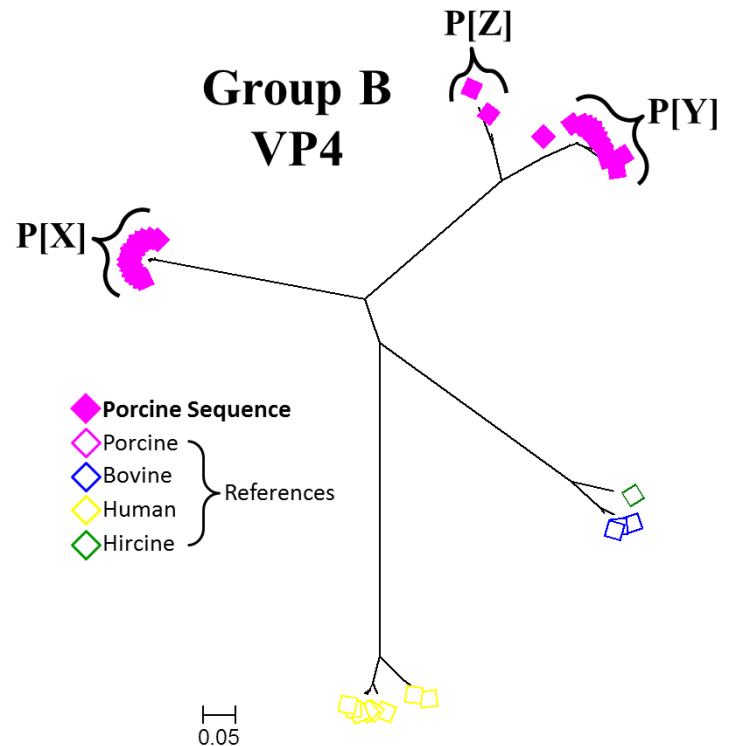 P[Z]
Group B
VP4
P[Y]
P[X]
Porcine Sequence
Porcine
Bovine
Human
Hircine
References
0.05